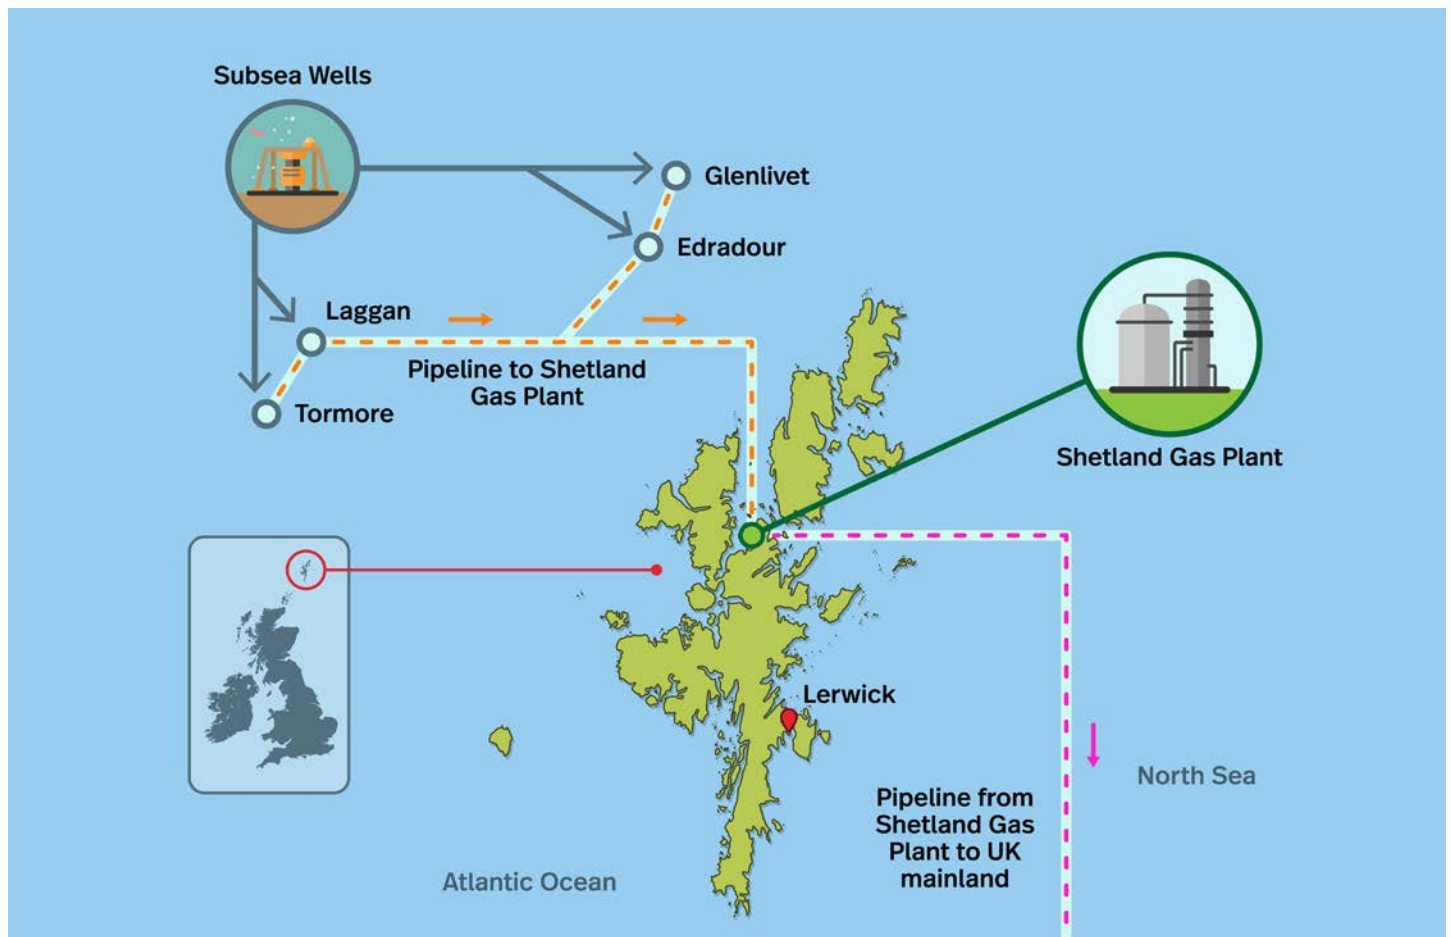 Subsea Wells
Glenlivet
Edradour
Laggan
Pipeline to Shetland
Gas Plant
Tormore
Shetland Gas Plant
Lerwick
North Sea
Pipeline from
Shetland Gas
Plant to UK
mainland
Atlantic Ocean